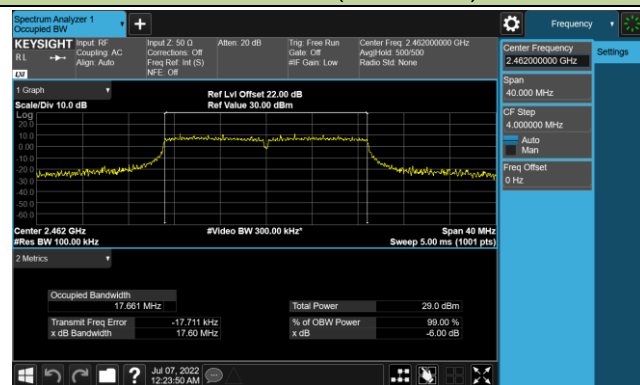 Spectrum Analyzer 1
Occupied BW
Frequency
KEYSIGHT
Input: RF
Coupling: AC
Align: Auto
Input Z: 50 Ω
Corrections: Off
Freq Ref: Int (S)
NFE: Off
Atten: 20 dB
Trig: Free Run
Gate: Off
#IF Gain: Low
Center Freq: 2.462000000 GHz
Avg|Hold: 500/500
Radio Std: None
R L
LXI
Center Frequency
2.462000000 GHz
Settings
Span
40.000 MHz
CF Step
4.000000 MHz
Auto
Man
Freq Offset
0 Hz
1 Graph
Scale/Div 10.0 dB
Ref Lvl Offset 22.00 dB
Ref Value 30.00 dBm
Log
20.0
10.0
0.00
-10.0
-20.0
-30.0
-40.0
-50.0
-60.0
Center 2.462 GHz
#Res BW 100.00 kHz
#Video BW 300.00 kHz*
Span 40 MHz
Sweep 5.00 ms (1001 pts)
2 Metrics
Occupied Bandwidth
17.661 MHz
Total Power 29.0 dBm
Transmit Freq Error -17.711 kHz
% of OBW Power 99.00 %
x dB Bandwidth 17.60 MHz
x dB -6.00 dB
?
Jul 07, 2022
12:23:50 AM